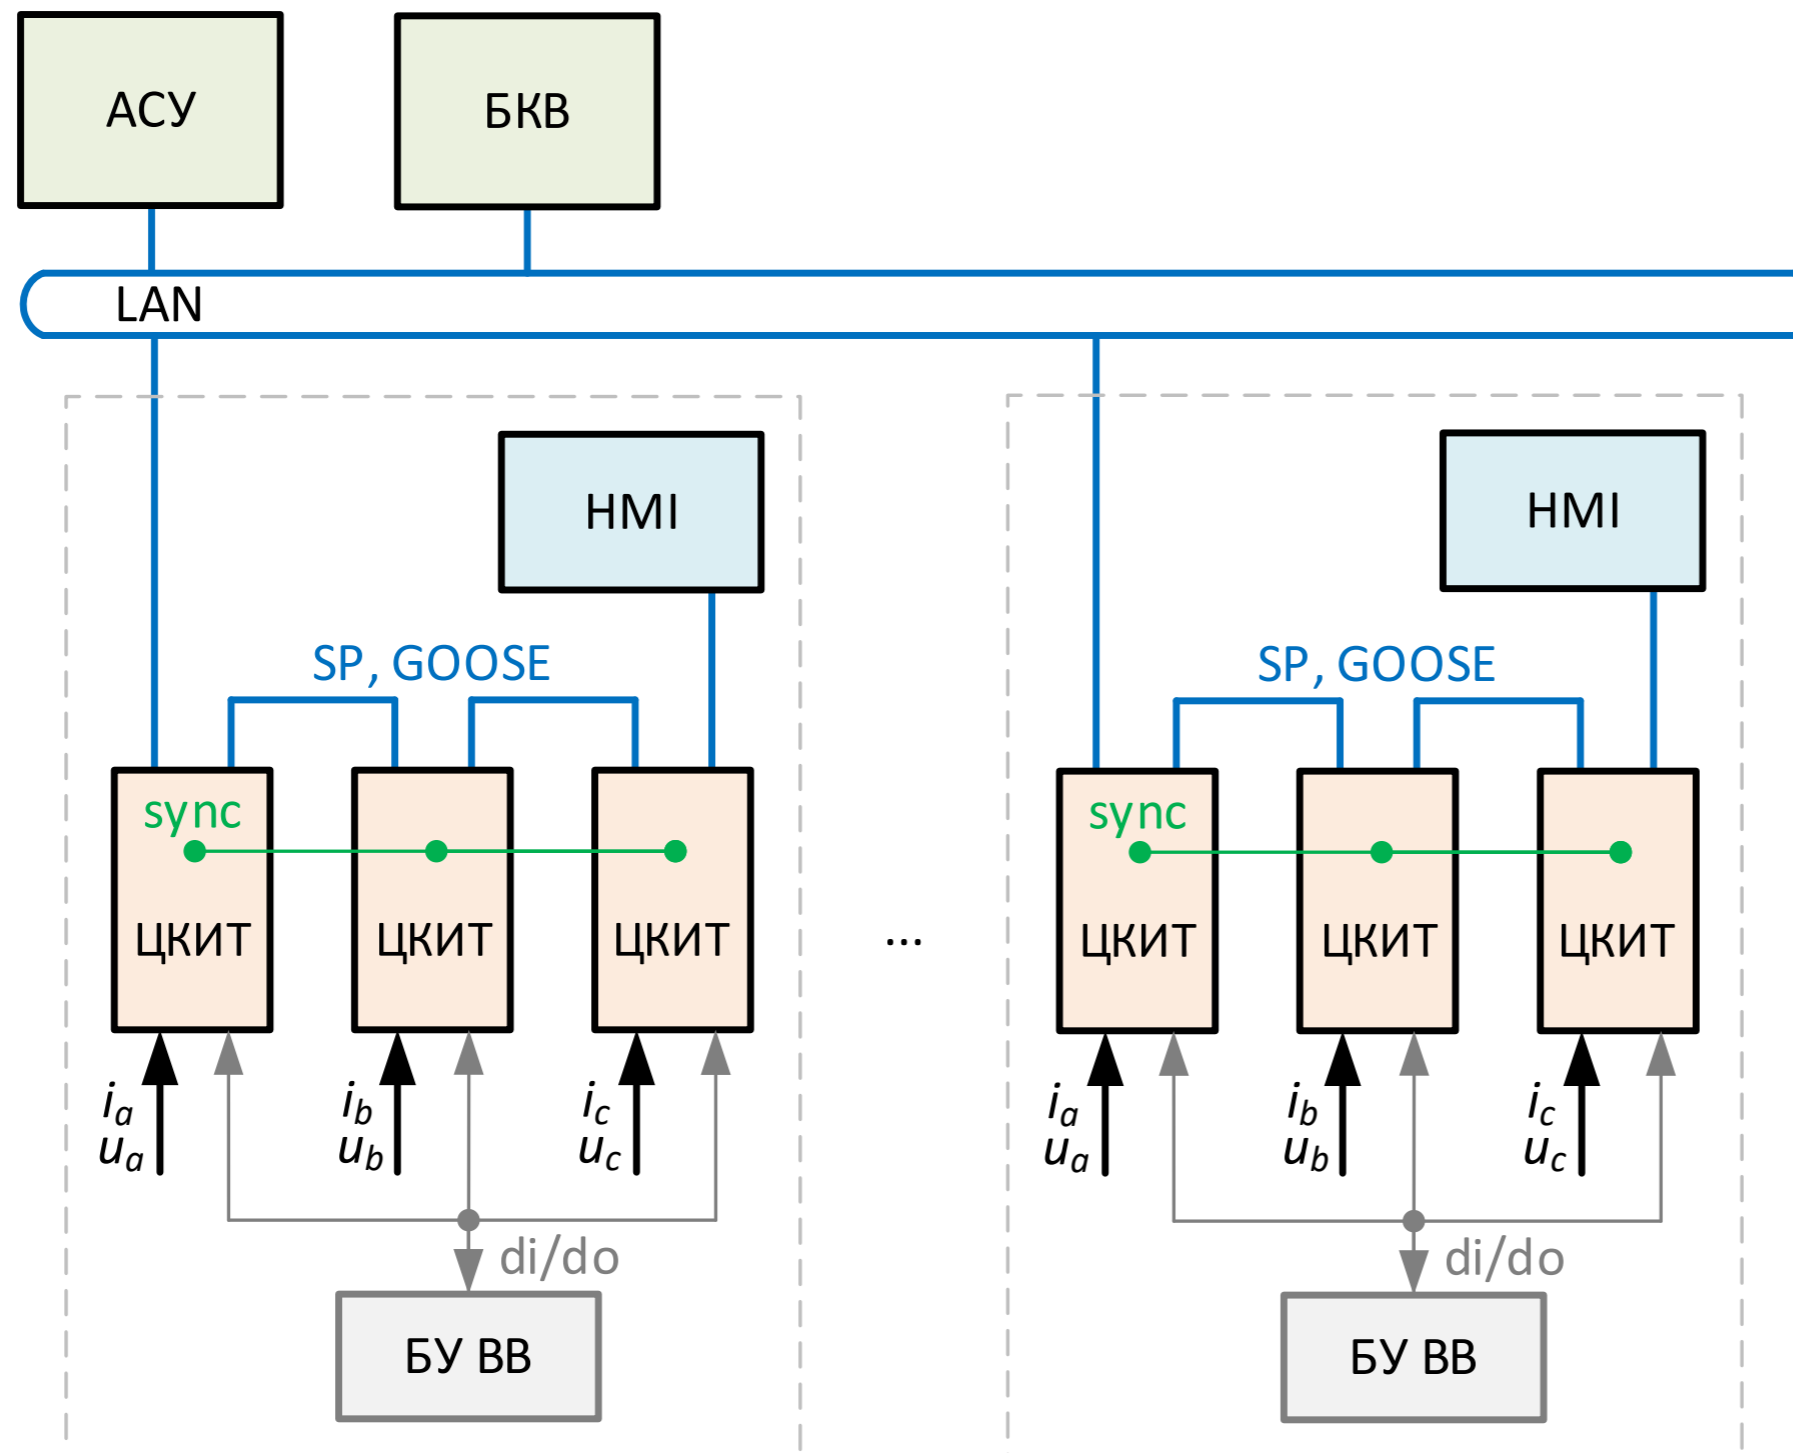 АСУ
БКВ
LAN
HMI
HMI
SP, GOOSE
SP, GOOSE
sync
sync
ЦКИТ
ЦКИТ
ЦКИТ
...
ЦКИТ
ЦКИТ
ЦКИТ
ia
ua
ib
ub
ic
uc
ia
ua
ib
ub
ic
uc
di/do
di/do
БУ ВВ
БУ ВВ